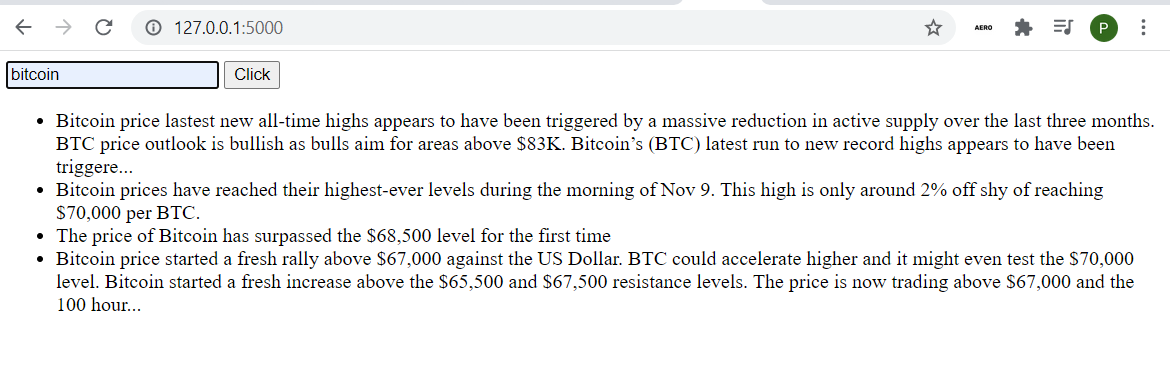 127.0.0.1:5000
AERO
P
bitcoin
Click
Bitcoin price lastest new all-time highs appears to have been triggered by a massive reduction in active supply over the last three months.
BTC price outlook is bullish as bulls aim for areas above $83K. Bitcoin’s (BTC) latest run to new record highs appears to have been
triggere...
Bitcoin prices have reached their highest-ever levels during the morning of Nov 9. This high is only around 2% off shy of reaching
$70,000 per BTC.
The price of Bitcoin has surpassed the $68,500 level for the first time
Bitcoin price started a fresh rally above $67,000 against the US Dollar. BTC could accelerate higher and it might even test the $70,000
level. Bitcoin started a fresh increase above the $65,500 and $67,500 resistance levels. The price is now trading above $67,000 and the
100 hour...